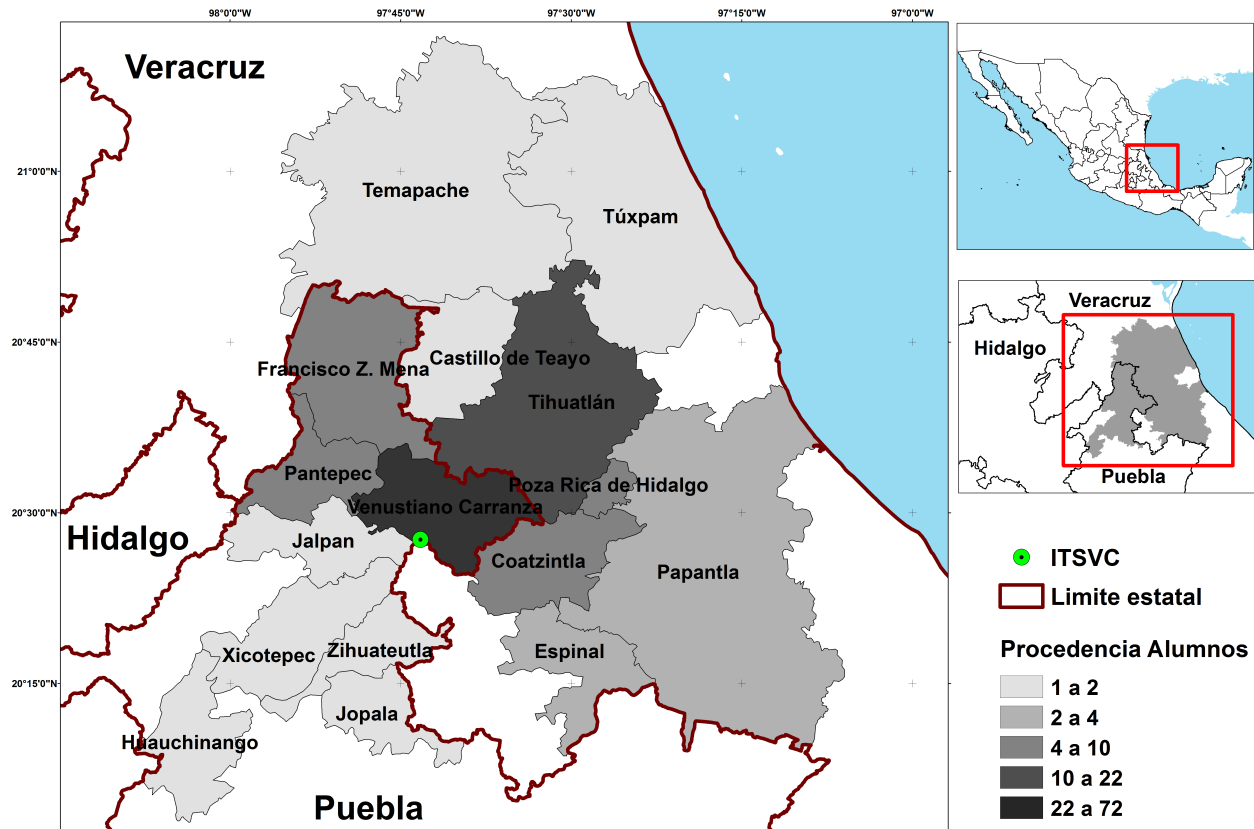 98°0'0"W
97°45'0"W
97°30'0"W
97°15'0"W
97°0'0"W
Veracruz
21°0'0"N
Temapache
Túxpam
20°45'0"N
Castillo de Teayo
Francisco Z. Mena
Tihuatlán
Pantepec
Poza Rica de Hidalgo
Venustiano Carranza
20°30'0"N
Hidalgo
Jalpan
Coatzintla
Papantla
Xicotepec
Zihuateutla
Espinal
20°15'0"N
Jopala
Huauchinango
Puebla
Veracruz
Hidalgo
Puebla
ITSVC
Limite estatal
Procedencia Alumnos
1 a 2
2 a 4
4 a 10
10 a 22
22 a 72